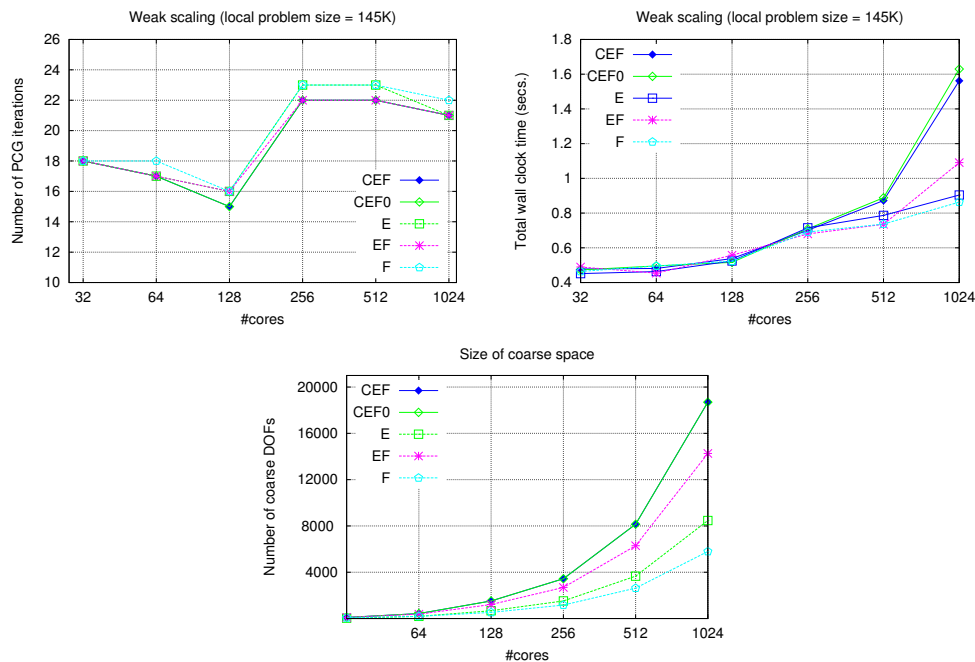 Weak scaling (local problem size = 145K)
Number of PCG iterations
26
24
22
20
18
16
14
12
10
32 64 128 256 512 1024
#cores
CEF
CEF0
E
EF
F
Weak scaling (local problem size = 145K)
Total wall clock time (secs.)
1.8
1.6
1.4
1.2
1
0.8
0.6
0.4
32 64 128 256 512 1024
#cores
CEF
CEF0
E
EF
F
Size of coarse space
Number of coarse DOFs
20000
16000
12000
8000
4000
64 128 256 512 1024
#cores
CEF
CEF0
E
EF
F